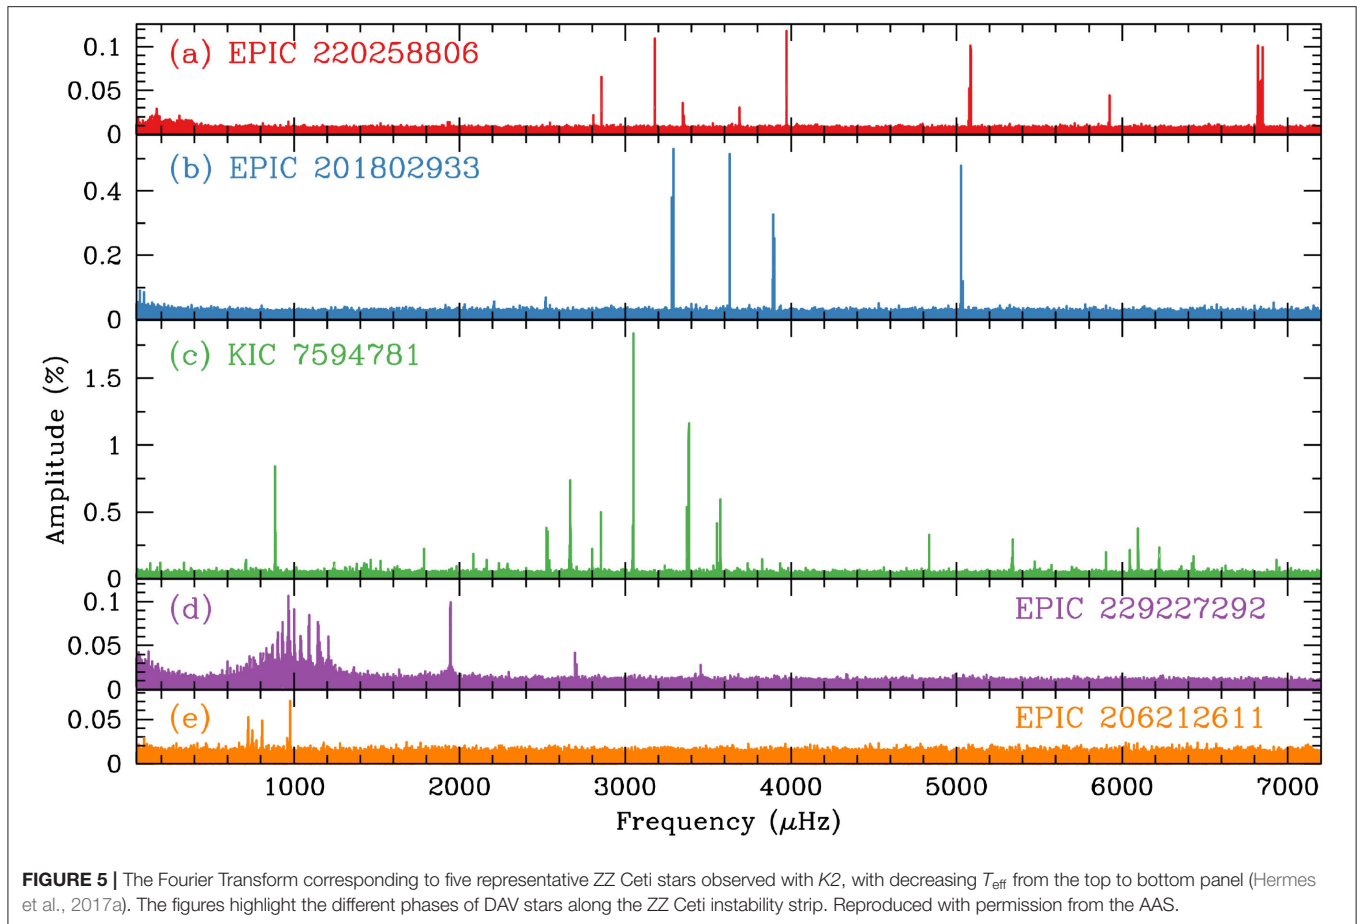 (a) EPIC 220258806
0.1
0.05
0
(b) EPIC 201802933
0.4
0.2
0
(c) KIC 7594781
1.5
1
0.5
0
Amplitude (%)
(d) EPIC 229227292
0.1
0.05
0
(e) EPIC 206212611
0.05
0
1000 2000 3000 4000 5000 6000 7000
Frequency (μHz)
FIGURE 5 | The Fourier Transform corresponding to five representative ZZ Ceti stars observed with K2, with decreasing Teff from the top to bottom panel (Hermes
et al., 2017a). The figures highlight the different phases of DAV stars along the ZZ Ceti instability strip. Reproduced with permission from the AAS.